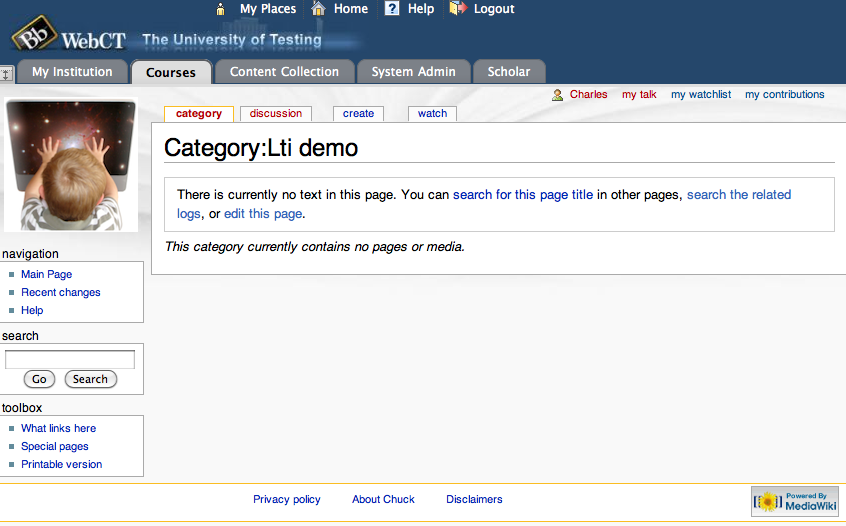 My Places Home ? Help Logout
Bb WebCT The University of Testing
My Institution Courses Content Collection System Admin Scholar
Charles my talk my watchlist my contributions
category discussion create watch
Category:Lti demo
There is currently no text in this page. You can search for this page title in other pages, search the related
logs, or edit this page.
This category currently contains no pages or media.
navigation
Main Page
Recent changes
Help
search
Go Search
toolbox
What links here
Special pages
Printable version
Privacy policy About Chuck Disclaimers
Powered By
MediaWiki